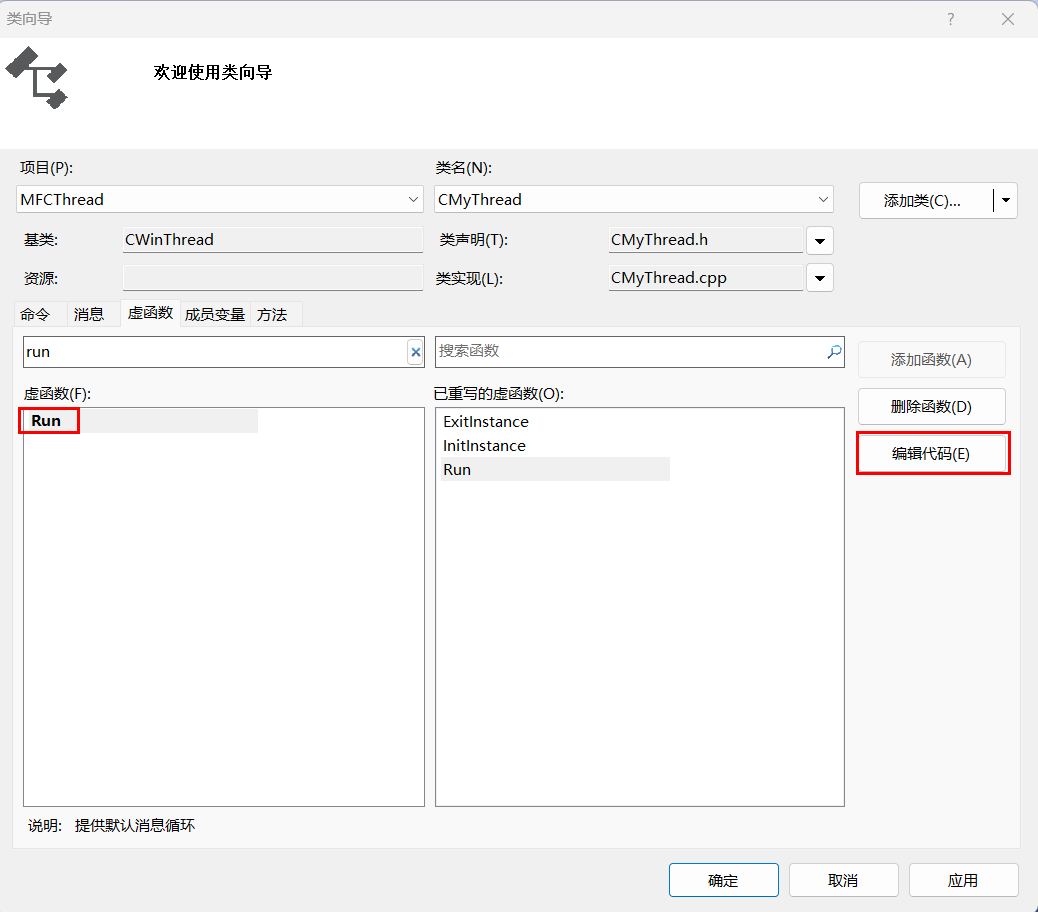 类向导
?
欢迎使用类向导
项目(P):
类名(N):
MFCThread
CMyThread
添加类(C)...
基类:
CWinThread
类声明(T):
CMyThread.h
资源:
类实现(L):
CMyThread.cpp
命令 消息 虚函数 成员变量 方法
run
搜索函数
添加函数(A)
虚函数(F):
已重写的虚函数(O):
删除函数(D)
Run
ExitInstance
InitInstance
Run
编辑代码(E)
说明: 提供默认消息循环
确定 取消 应用